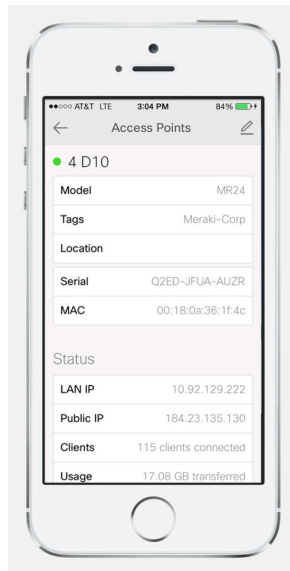 ●●○○○ AT&T LTE 3:04 PM 84%
Access Points
4 D10
Model MR24
Tags Meraki-Corp
Location
Serial Q2ED-JFUA-AUZR
MAC 00:18:0a:36:1f:4c
Status
LAN IP 10.92.129.222
Public IP 184.23.135.130
Clients 115 clients connected
Usage 17.08 GB transferred